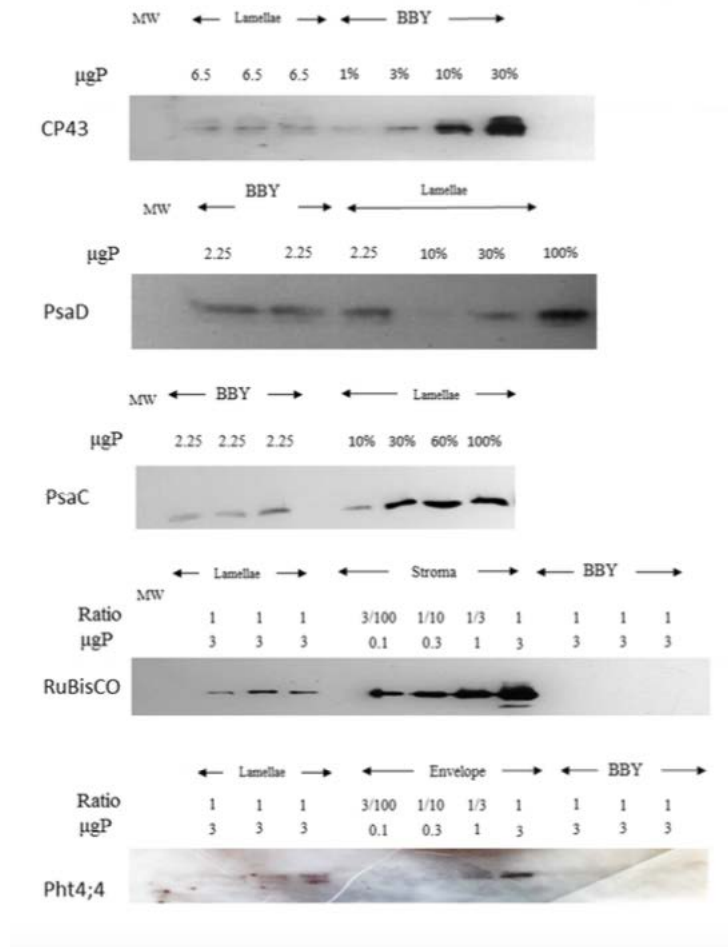 MW Lamellae BBY
µgP 6.5 6.5 6.5 1% 3% 10% 30%
CP43
MW BBY Lamellae
µgP 2.25 2.25 2.25 10% 30% 100%
PsaD
MW BBY Lamellae
µgP 2.25 2.25 2.25 10% 30% 60% 100%
PsaC
Lamellae Stroma BBY
MW
Ratio 1 1 1 3/100 1/10 1/3 1 1 1 1
µgP 3 3 3 0.1 0.3 1 3 3 3 3
RuBisCO
Lamellae Envelope BBY
Ratio 1 1 1 3/100 1/10 1/3 1 1 1 1
µgP 3 3 3 0.1 0.3 1 3 3 3 3
Pht4;4